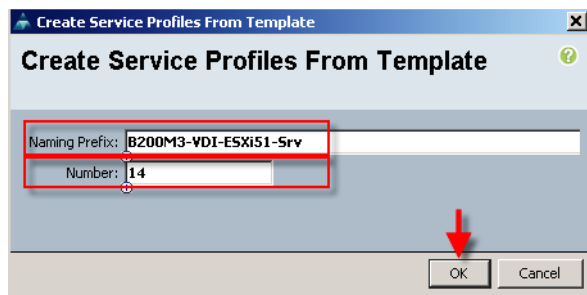 Create Service Profiles From Template
Create Service Profiles From Template
Naming Prefix: B200M3-VDI-ESXi51-Srv
Number: 14
OK Cancel